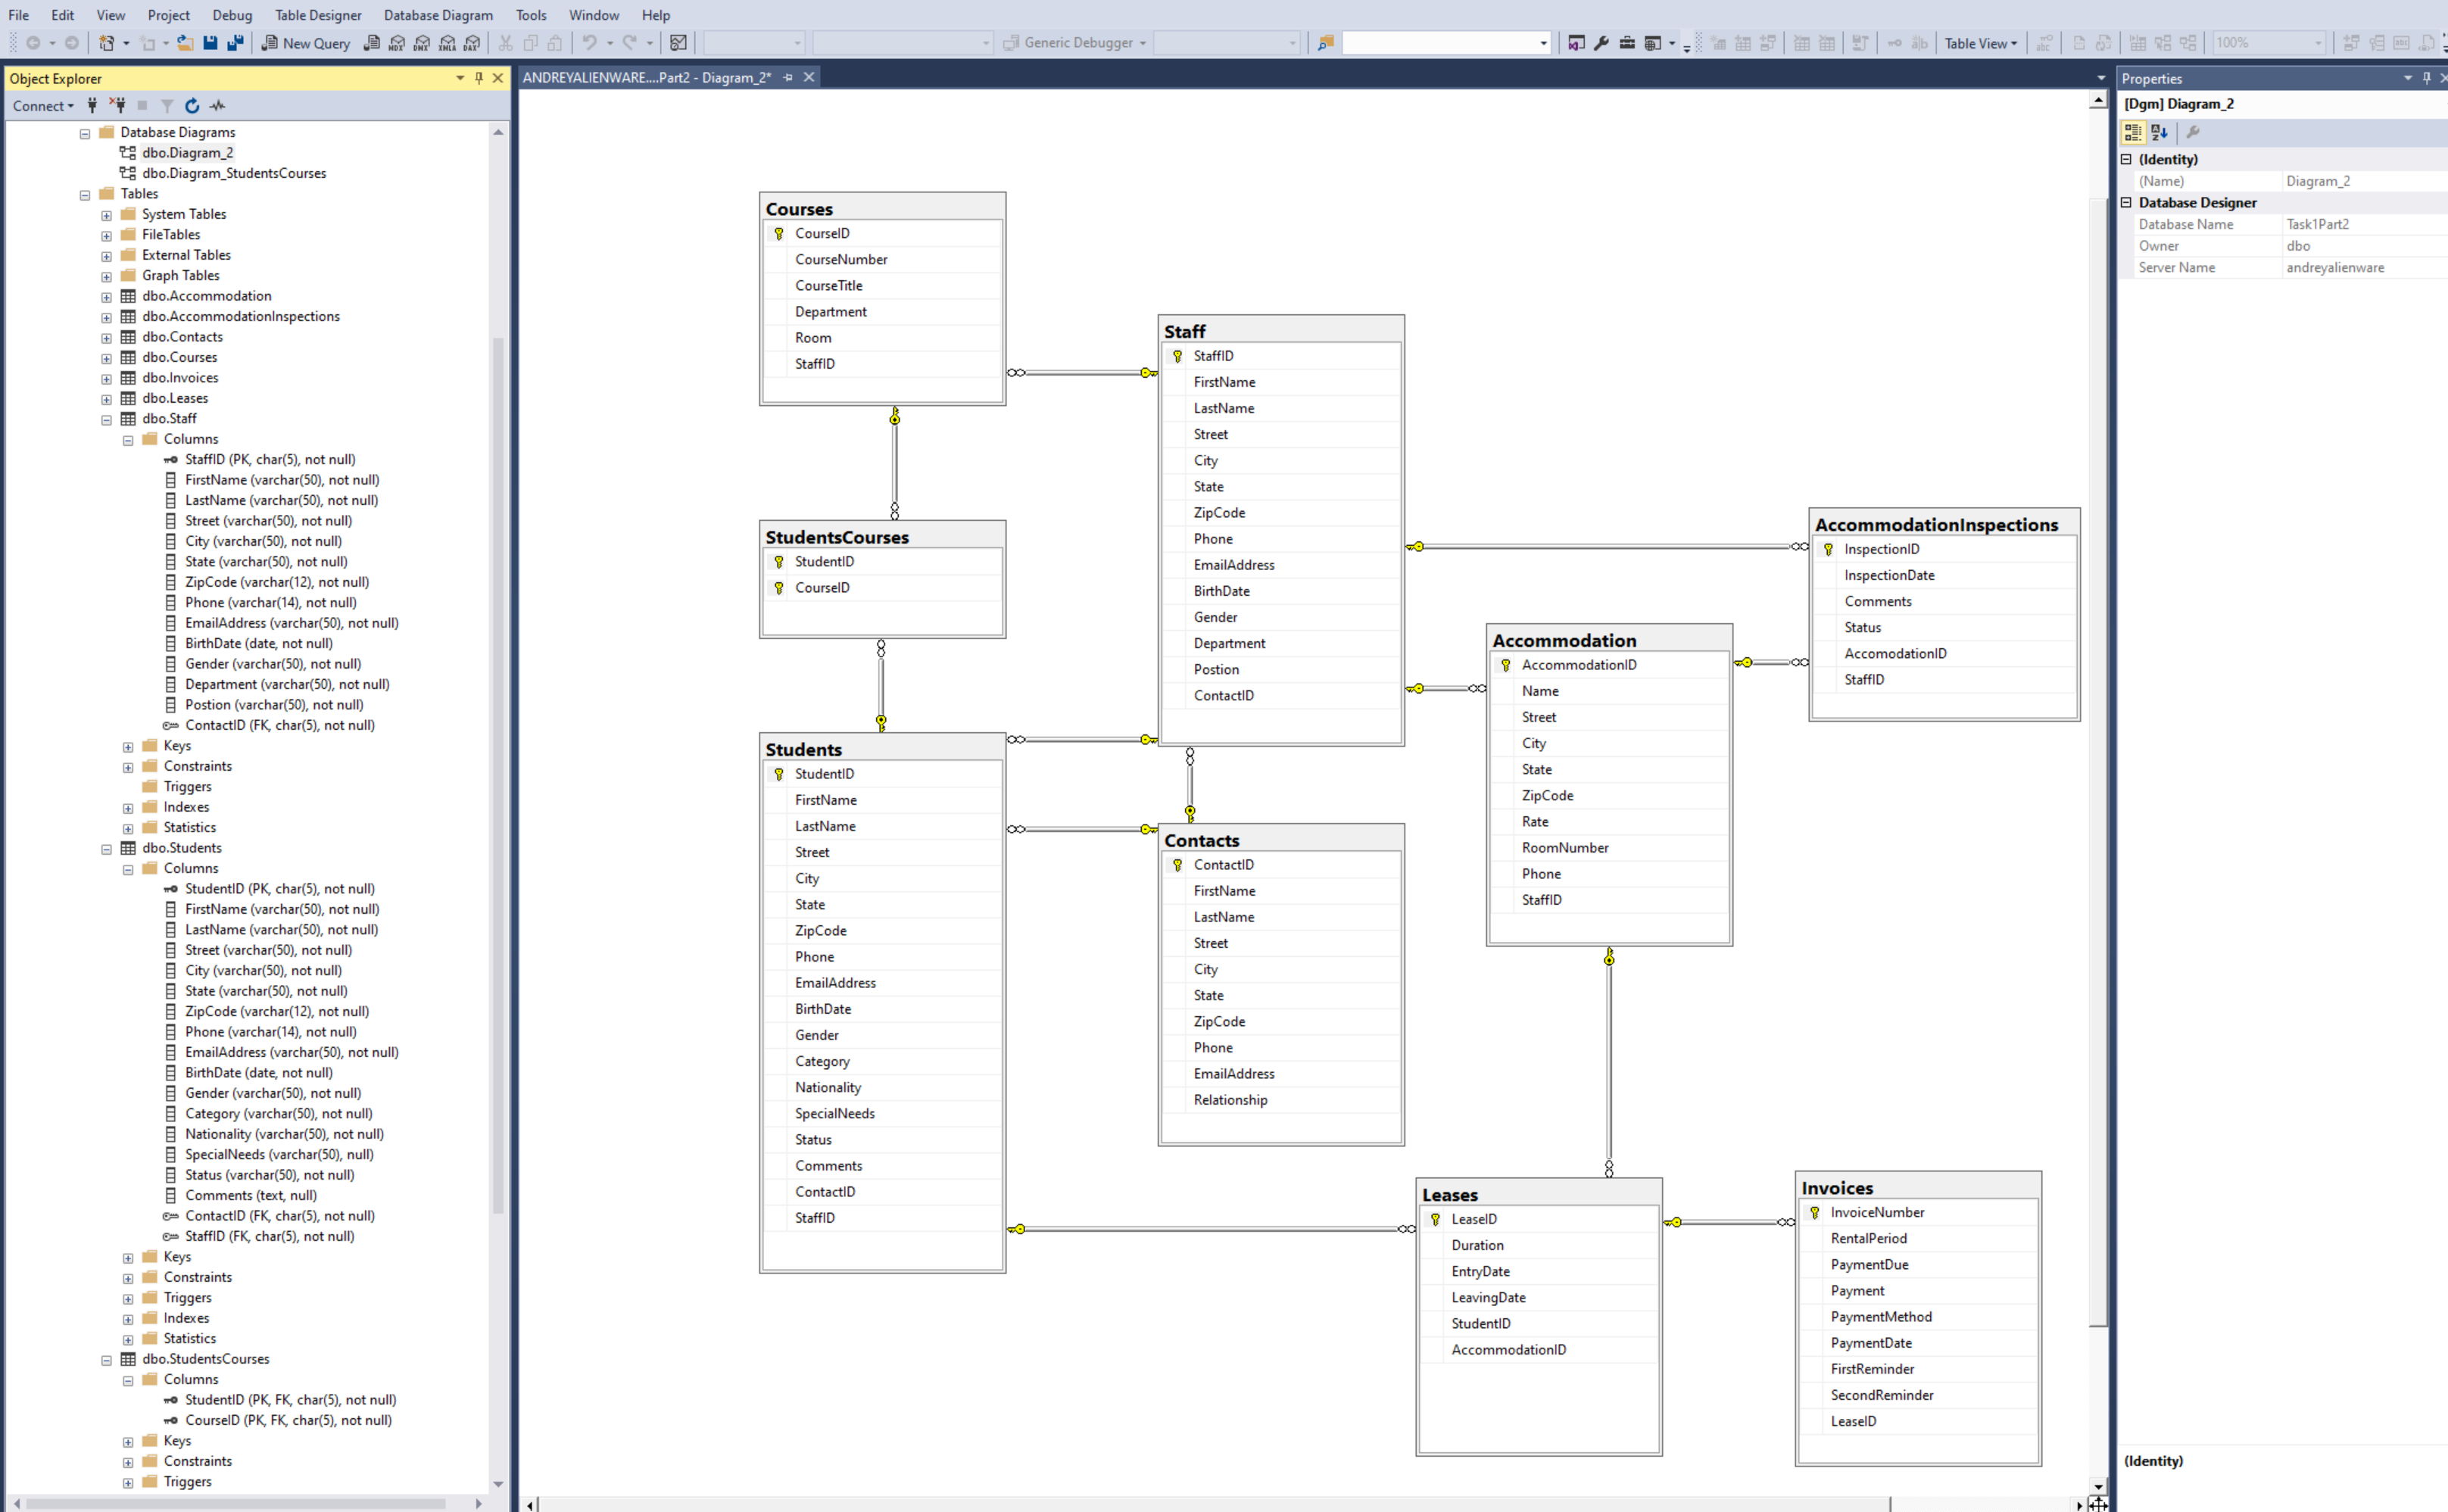 File Edit View Project Debug Table Designer Database Diagram Tools Window Help
New Query MDX DMX XMLA DAX Generic Debugger Table View 100%
Object Explorer
Connect
Database Diagrams
dbo.Diagram_2
dbo.Diagram_StudentsCourses
Tables
System Tables
FileTables
External Tables
Graph Tables
dbo.Accommodation
dbo.AccommodationInspections
dbo.Contacts
dbo.Courses
dbo.Invoices
dbo.Leases
dbo.Staff
Columns
StaffID (PK, char(5), not null)
FirstName (varchar(50), not null)
LastName (varchar(50), not null)
Street (varchar(50), not null)
City (varchar(50), not null)
State (varchar(50), not null)
ZipCode (varchar(12), not null)
Phone (varchar(14), not null)
EmailAddress (varchar(50), not null)
BirthDate (date, not null)
Gender (varchar(50), not null)
Department (varchar(50), not null)
Postion (varchar(50), not null)
ContactID (FK, char(5), not null)
Keys
Constraints
Triggers
Indexes
Statistics
dbo.Students
Columns
StudentID (PK, char(5), not null)
FirstName (varchar(50), not null)
LastName (varchar(50), not null)
Street (varchar(50), not null)
City (varchar(50), not null)
State (varchar(50), not null)
ZipCode (varchar(12), not null)
Phone (varchar(14), not null)
EmailAddress (varchar(50), not null)
BirthDate (date, not null)
Gender (varchar(50), not null)
Category (varchar(50), not null)
Nationality (varchar(50), not null)
SpecialNeeds (varchar(50), null)
Status (varchar(50), not null)
Comments (text, null)
ContactID (FK, char(5), not null)
StaffID (FK, char(5), not null)
Keys
Constraints
Triggers
Indexes
Statistics
dbo.StudentsCourses
Columns
StudentID (PK, FK, char(5), not null)
CourseID (PK, FK, char(5), not null)
Keys
Constraints
Triggers
ANDREYALIENWARE....Part2 - Diagram_2*
Courses
CourseID
CourseNumber
CourseTitle
Department
Room
StaffID
StudentsCourses
StudentID
CourseID
Students
StudentID
FirstName
LastName
Street
City
State
ZipCode
Phone
EmailAddress
BirthDate
Gender
Category
Nationality
SpecialNeeds
Status
Comments
ContactID
StaffID
Staff
StaffID
FirstName
LastName
Street
City
State
ZipCode
Phone
EmailAddress
BirthDate
Gender
Department
Postion
ContactID
Contacts
ContactID
FirstName
LastName
Street
City
State
ZipCode
Phone
EmailAddress
Relationship
Accommodation
AccommodationID
Name
Street
City
State
ZipCode
Rate
RoomNumber
Phone
StaffID
AccommodationInspections
InspectionID
InspectionDate
Comments
Status
AccomodationID
StaffID
Leases
LeaseID
Duration
EntryDate
LeavingDate
StudentID
AccommodationID
Invoices
InvoiceNumber
RentalPeriod
PaymentDue
Payment
PaymentMethod
PaymentDate
FirstReminder
SecondReminder
LeaseID
Properties
[Dgm] Diagram_2
(Identity)
(Name) Diagram_2
Database Designer
Database Name Task1Part2
Owner dbo
Server Name andreyalienware
(Identity)